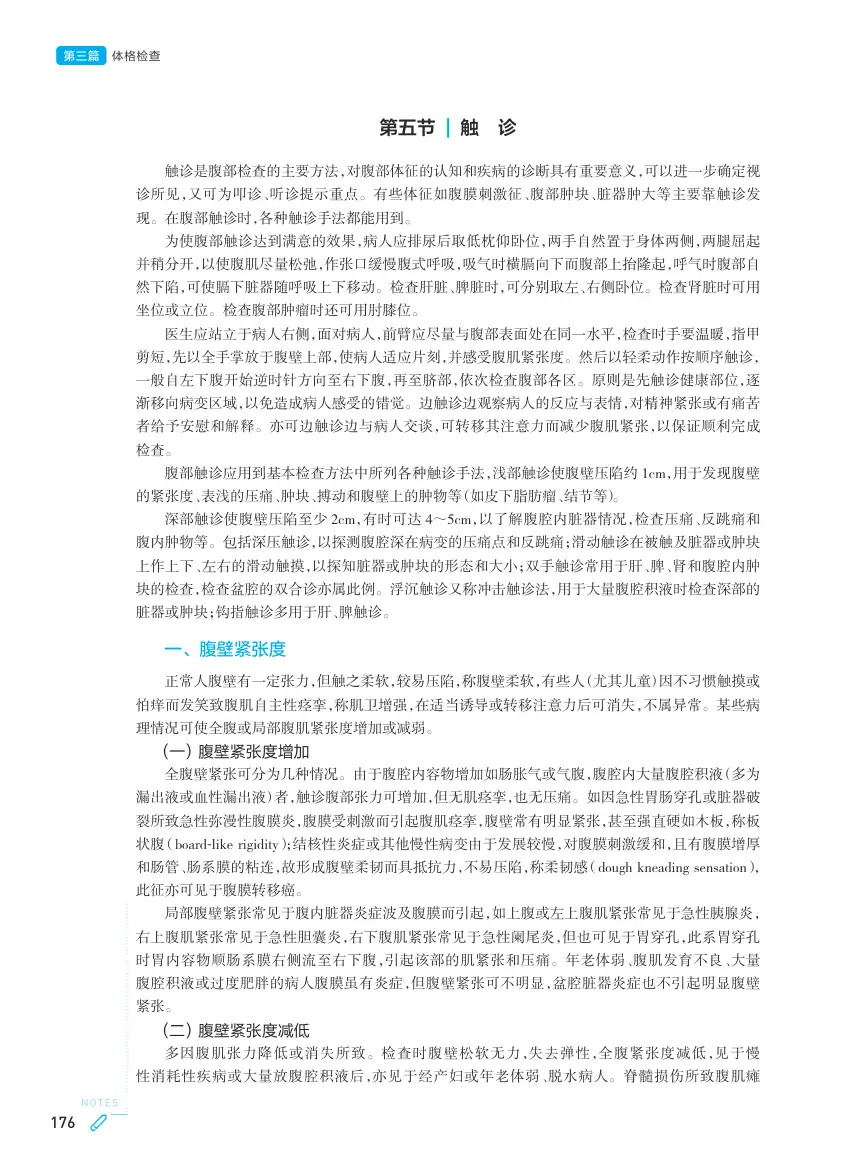 第三篇 体格检查
第五节 | 触 诊
触诊是腹部检查的主要方法,对腹部体征的认知和疾病的诊断具有重要意义,可以进一步确定视
诊所见,又可为叩诊、听诊提示重点。有些体征如腹膜刺激征、腹部肿块、脏器肿大等主要靠触诊发
现。在腹部触诊时,各种触诊手法都能用到。
为使腹部触诊达到满意的效果,病人应排尿后取低枕仰卧位,两手自然置于身体两侧,两腿屈起
并稍分开,以使腹肌尽量松弛,作张口缓慢腹式呼吸,吸气时横膈向下而腹部上抬隆起,呼气时腹部自
然下陷,可使膈下脏器随呼吸上下移动。检查肝脏、脾脏时,可分别取左、右侧卧位。检查肾脏时可用
坐位或立位。检查腹部肿瘤时还可用肘膝位。
医生应站立于病人右侧,面对病人,前臂应尽量与腹部表面处在同一水平,检查时手要温暖,指甲
剪短,先以全手掌放于腹壁上部,使病人适应片刻,并感受腹肌紧张度。然后以轻柔动作按顺序触诊,
一般自左下腹开始逆时针方向至右下腹,再至脐部,依次检查腹部各区。原则是先触诊健康部位,逐
渐移向病变区域,以免造成病人感受的错觉。边触诊边观察病人的反应与表情,对精神紧张或有痛苦
者给予安慰和解释。亦可边触诊边与病人交谈,可转移其注意力而减少腹肌紧张,以保证顺利完成
检查。
腹部触诊应用到基本检查方法中所列各种触诊手法,浅部触诊使腹壁压陷约 1cm,用于发现腹壁
的紧张度、表浅的压痛、肿块、搏动和腹壁上的肿物等(如皮下脂肪瘤、结节等)。
深部触诊使腹壁压陷至少 2cm,有时可达 4～5cm,以了解腹腔内脏器情况,检查压痛、反跳痛和
腹内肿物等。包括深压触诊,以探测腹腔深在病变的压痛点和反跳痛;滑动触诊在被触及脏器或肿块
上作上下、左右的滑动触摸,以探知脏器或肿块的形态和大小;双手触诊常用于肝、脾、肾和腹腔内肿
块的检查,检查盆腔的双合诊亦属此例。浮沉触诊又称冲击触诊法,用于大量腹腔积液时检查深部的
脏器或肿块;钩指触诊多用于肝、脾触诊。
一、腹壁紧张度
正常人腹壁有一定张力,但触之柔软,较易压陷,称腹壁柔软,有些人(尤其儿童)因不习惯触摸或
怕痒而发笑致腹肌自主性痉挛,称肌卫增强,在适当诱导或转移注意力后可消失,不属异常。某些病
理情况可使全腹或局部腹肌紧张度增加或减弱。
(一)腹壁紧张度增加
全腹壁紧张可分为几种情况。由于腹腔内容物增加如肠胀气或气腹,腹腔内大量腹腔积液(多为
漏出液或血性漏出液)者,触诊腹部张力可增加,但无肌痉挛,也无压痛。如因急性胃肠穿孔或脏器破
裂所致急性弥漫性腹膜炎,腹膜受刺激而引起腹肌痉挛,腹壁常有明显紧张,甚至强直硬如木板,称板
状腹(board-like rigidity);结核性炎症或其他慢性病变由于发展较慢,对腹膜刺激缓和,且有腹膜增厚
和肠管、肠系膜的粘连,故形成腹壁柔韧而具抵抗力,不易压陷,称柔韧感(dough kneading sensation),
此征亦可见于腹膜转移癌。
局部腹壁紧张常见于腹内脏器炎症波及腹膜而引起,如上腹或左上腹肌紧张常见于急性胰腺炎,
右上腹肌紧张常见于急性胆囊炎,右下腹肌紧张常见于急性阑尾炎,但也可见于胃穿孔,此系胃穿孔
时胃内容物顺肠系膜右侧流至右下腹,引起该部的肌紧张和压痛。年老体弱、腹肌发育不良、大量
腹腔积液或过度肥胖的病人腹膜虽有炎症,但腹壁紧张可不明显,盆腔脏器炎症也不引起明显腹壁
紧张。
(二)腹壁紧张度减低
多因腹肌张力降低或消失所致。检查时腹壁松软无力,失去弹性,全腹紧张度减低,见于慢
性消耗性疾病或大量放腹腔积液后,亦见于经产妇或年老体弱、脱水病人。脊髓损伤所致腹肌瘫
NOTES
176